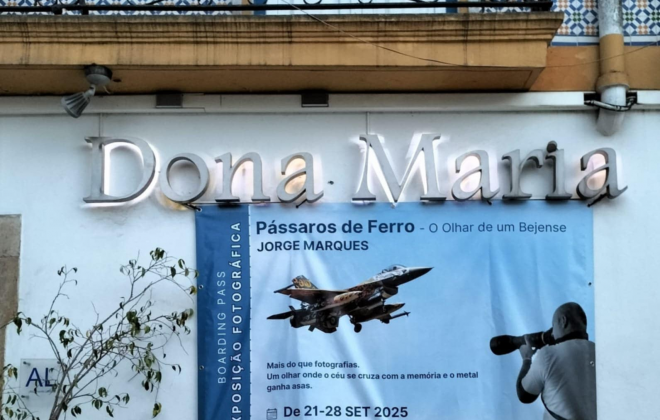 Dona Maria
Pássaros de Ferro - O Olhar de um Bejense
JORGE MARQUES
BOARDING PASS
EXPOSIÇÃO FOTOGRÁFICA
Mais do que fotografias.
Um olhar onde o céu se cruza com a memória e o metal
ganha asas.
De 21-28 SET 2025
AL